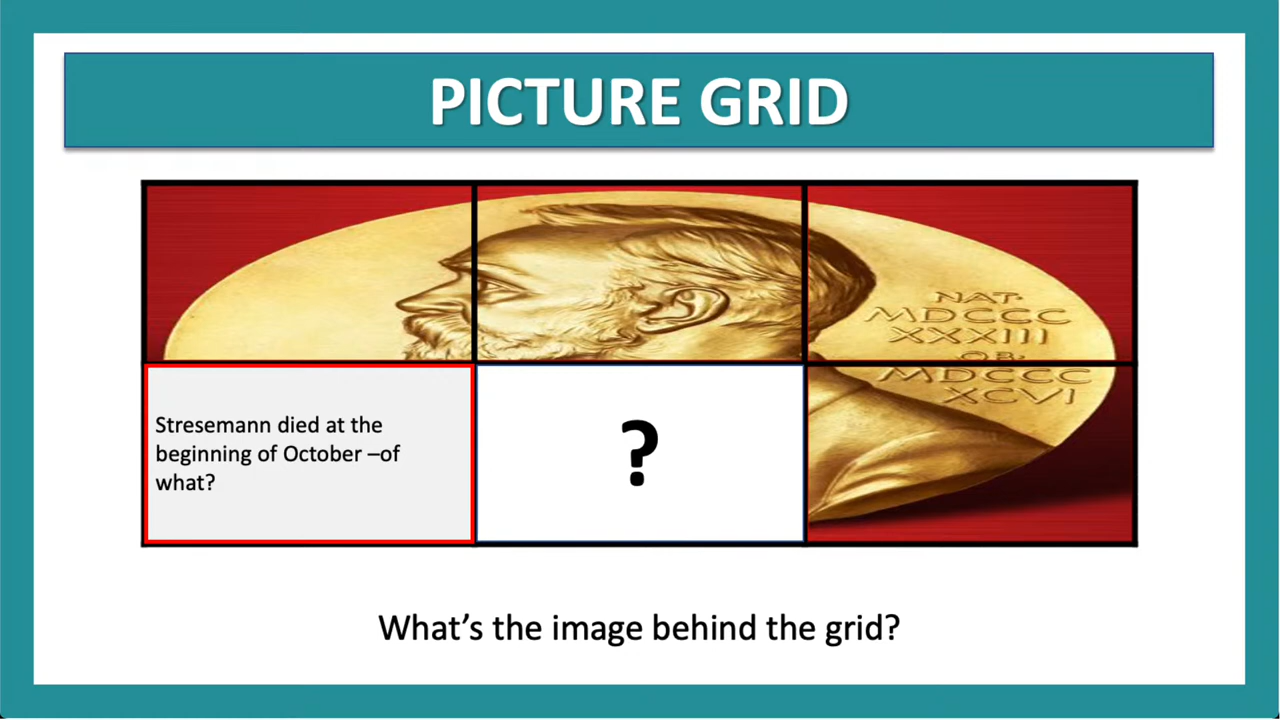 PICTURE GRID
NAT·
MDCCC
XXXIII
OB:
MDCCC
XCVI
Stresemann died at the
beginning of October –of
what?
?
What’s the image behind the grid?